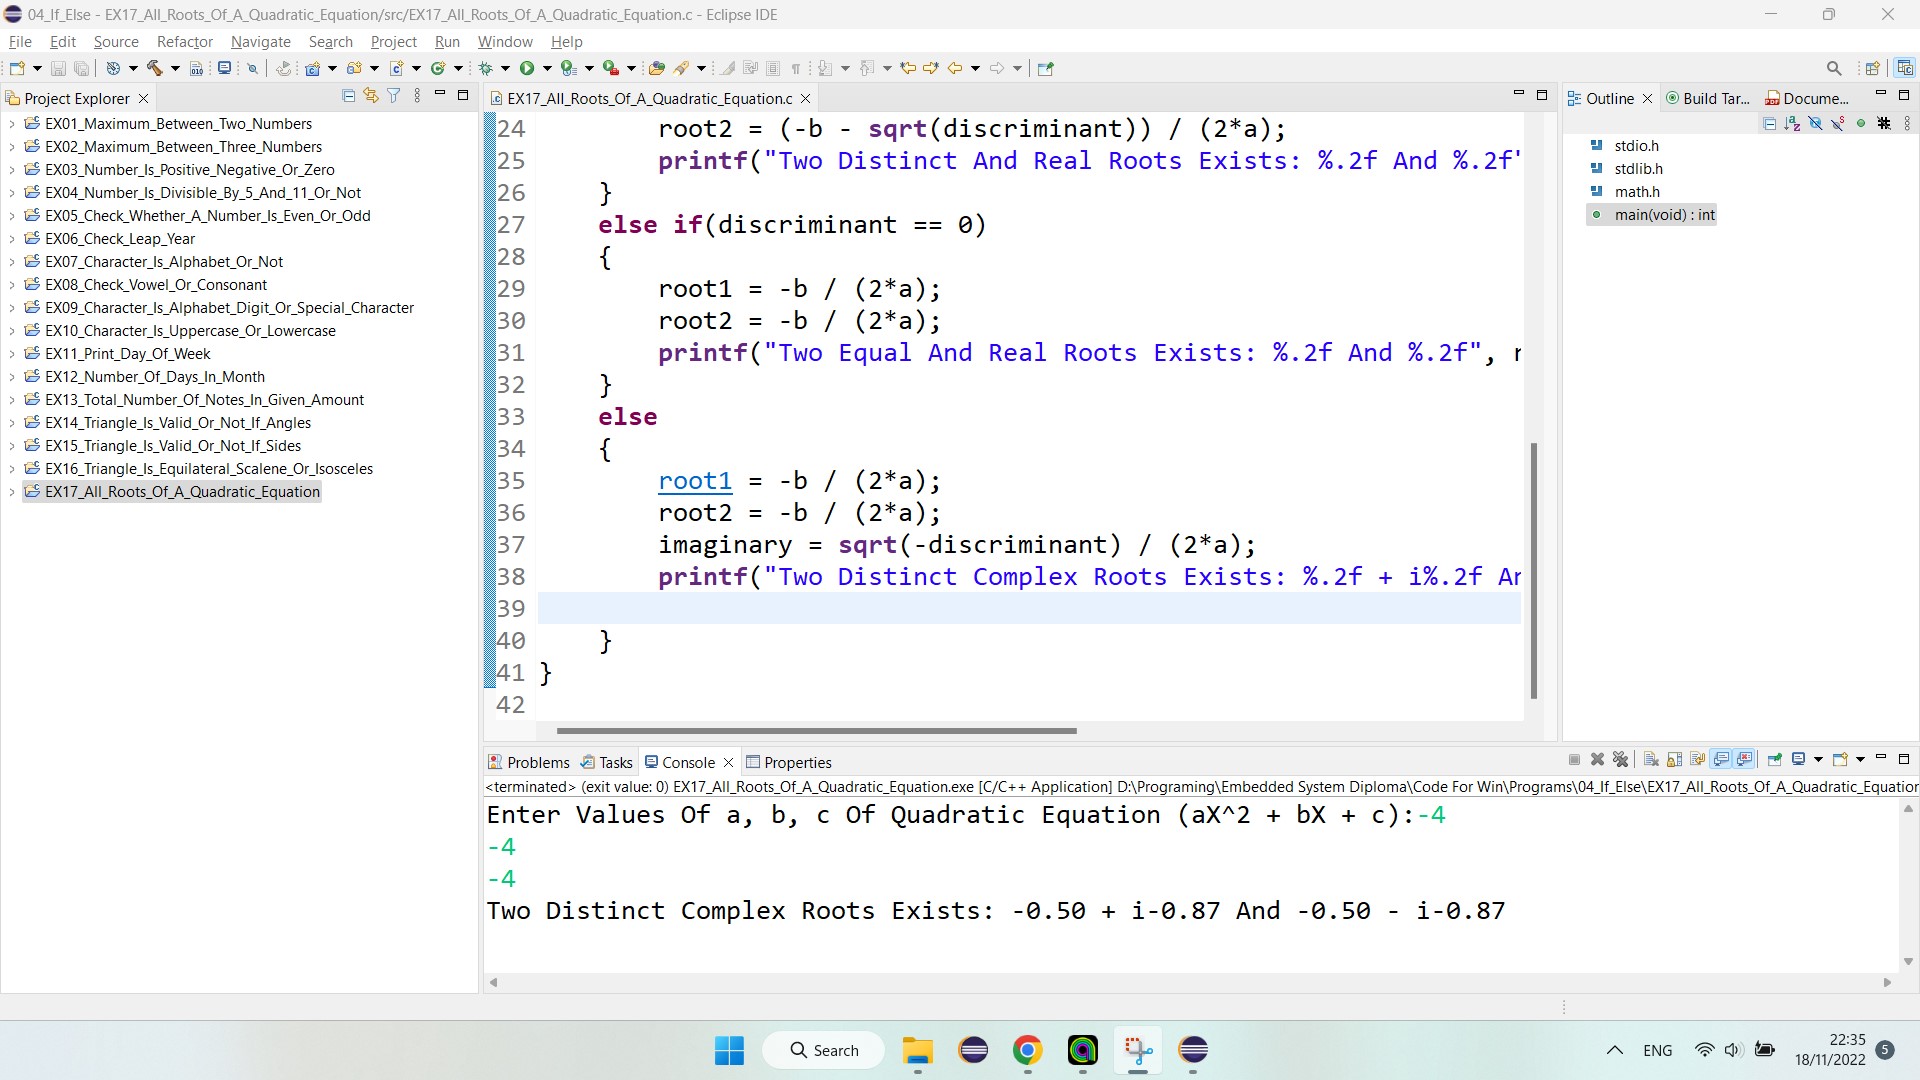 04_If_Else - EX17_All_Roots_Of_A_Quadratic_Equation/src/EX17_All_Roots_Of_A_Quadratic_Equation.c - Eclipse IDE
File Edit Source Refactor Navigate Search Project Run Window Help
Project Explorer
EX01_Maximum_Between_Two_Numbers
EX02_Maximum_Between_Three_Numbers
EX03_Number_Is_Positive_Negative_Or_Zero
EX04_Number_Is_Divisible_By_5_And_11_Or_Not
EX05_Check_Whether_A_Number_Is_Even_Or_Odd
EX06_Check_Leap_Year
EX07_Character_Is_Alphabet_Or_Not
EX08_Check_Vowel_Or_Consonant
EX09_Character_Is_Alphabet_Digit_Or_Special_Character
EX10_Character_Is_Uppercase_Or_Lowercase
EX11_Print_Day_Of_Week
EX12_Number_Of_Days_In_Month
EX13_Total_Number_Of_Notes_In_Given_Amount
EX14_Triangle_Is_Valid_Or_Not_If_Angles
EX15_Triangle_Is_Valid_Or_Not_If_Sides
EX16_Triangle_Is_Equilateral_Scalene_Or_Isosceles
EX17_All_Roots_Of_A_Quadratic_Equation
EX17_All_Roots_Of_A_Quadratic_Equation.c
24 root2 = (-b - sqrt(discriminant)) / (2*a);
25 printf("Two Distinct And Real Roots Exists: %.2f And %.2f"
26 }
27 else if(discriminant == 0)
28 {
29 root1 = -b / (2*a);
30 root2 = -b / (2*a);
31 printf("Two Equal And Real Roots Exists: %.2f And %.2f", r
32 }
33 else
34 {
35 root1 = -b / (2*a);
36 root2 = -b / (2*a);
37 imaginary = sqrt(-discriminant) / (2*a);
38 printf("Two Distinct Complex Roots Exists: %.2f + i%.2f An
39
40 }
41 }
42
Outline Build Tar... Docume...
stdio.h
stdlib.h
math.h
main(void) : int
Problems Tasks Console Properties
<terminated> (exit value: 0) EX17_All_Roots_Of_A_Quadratic_Equation.exe [C/C++ Application] D:\Programing\Embedded System Diploma\Code For Win\Programs\04_If_Else\EX17_All_Roots_Of_A_Quadratic_Equation
Enter Values Of a, b, c Of Quadratic Equation (aX^2 + bX + c):-4
-4
-4
Two Distinct Complex Roots Exists: -0.50 + i-0.87 And -0.50 - i-0.87
Search
ENG
22:35
18/11/2022
5